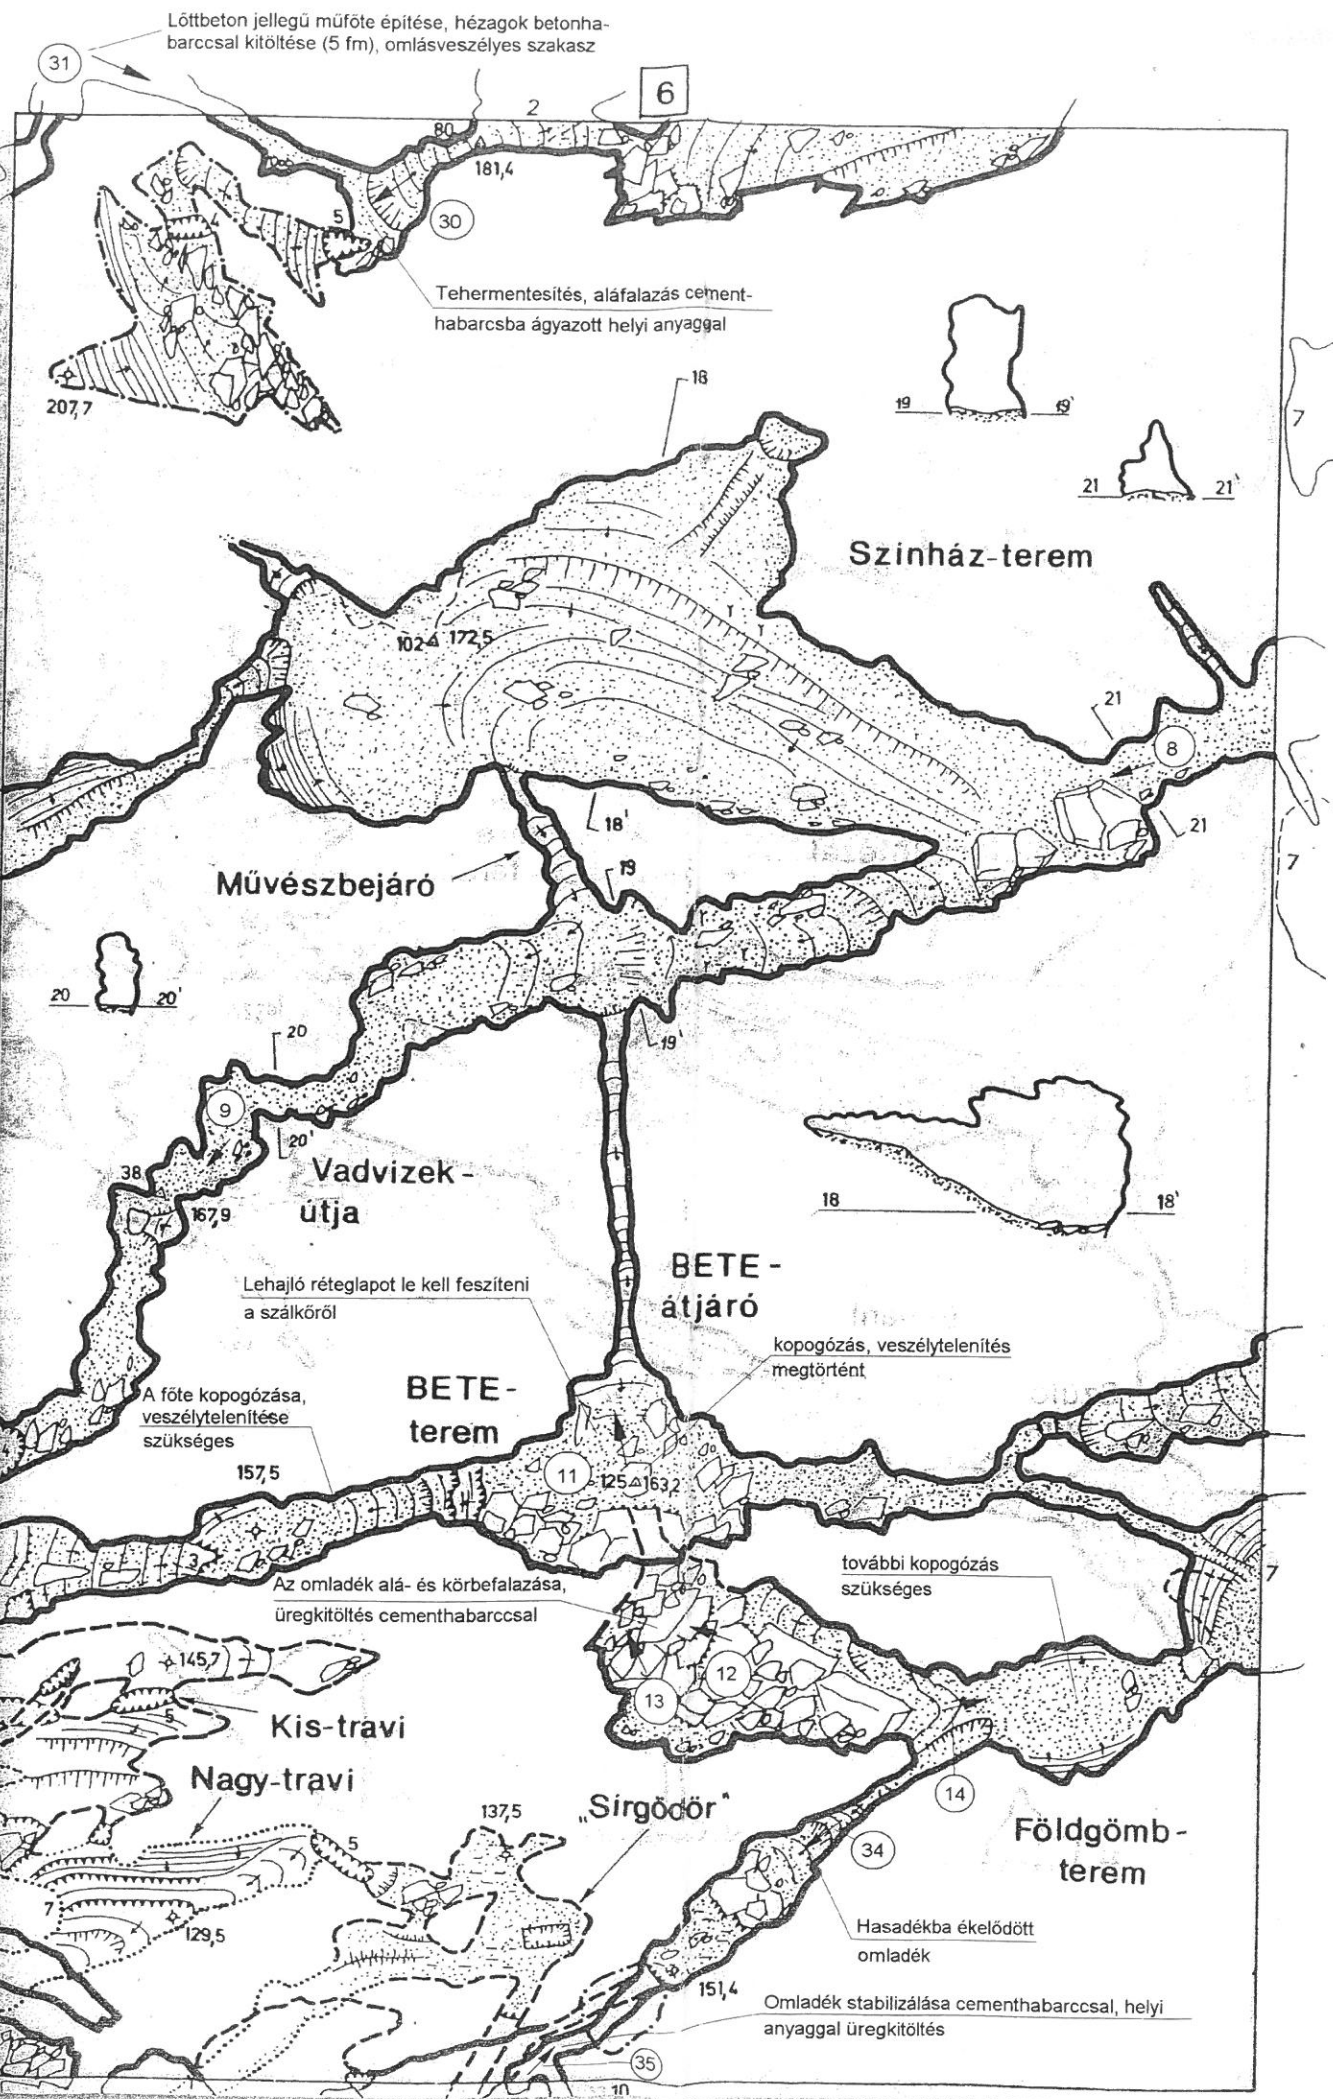 Lőttbeton jellegű műfőte építése, hézagok betonha-
barccsal kitöltése (5 fm), omlásveszélyes szakasz
31
6
2
80
181,4
30
4
5
Tehermentesítés, aláfalazás cement-
habarcsba ágyazott helyi anyaggal
207,7
18
19 19'
7
21 21'
Színház-terem
102 172,5
21
8
18'
21
19
Művészbejáró
7
20 20'
20
19'
9
20'
38
Vadvizek-
útja
167,9
18 18'
BETE-
átjáró
Lehajló réteglapot le kell feszíteni
a szálkőről
kopogózás, veszélytelenítés
megtörtént
A főte kopogózása,
veszélytelenítése
szükséges
BETE-
terem
157,5
11
125 163,2
3
további kopogózás
szükséges
7
Az omladék alá- és körbefalazása,
üregkitöltés cementhabarccsal
145,7
12
13
5
Kis-travi
Nagy-travi
14
137,5
„Sírgödör"
5
34
Földgömb-
terem
7
129,5
Hasadékba ékelődött
omladék
151,4
Omladék stabilizálása cementhabarccsal, helyi
anyaggal üregkitöltés
35
10